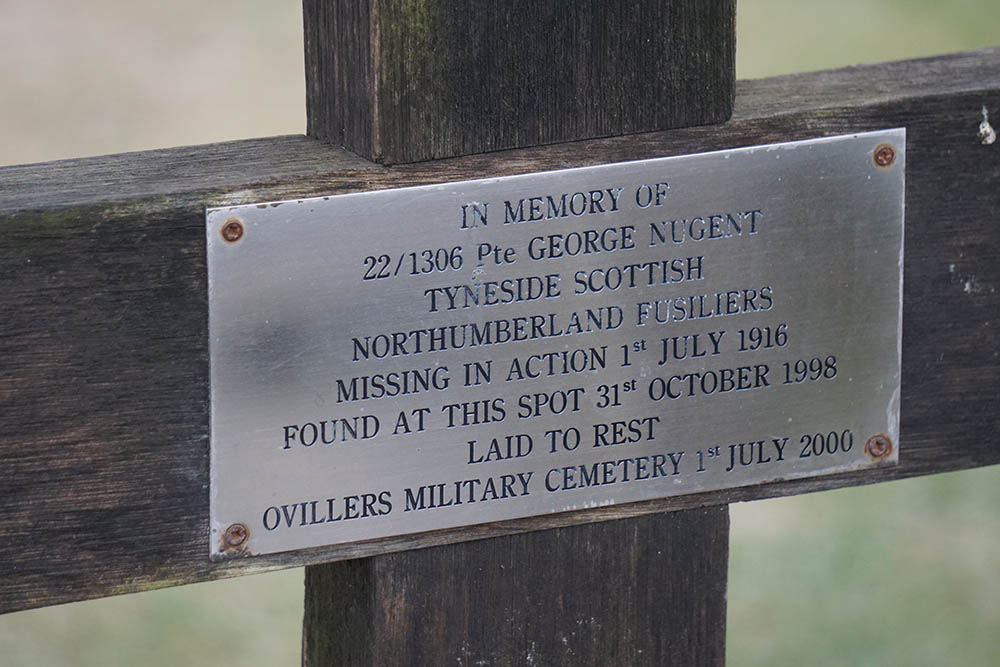 IN MEMORY OF
22/1306 Pte GEORGE NUGENT
TYNESIDE SCOTTISH
NORTHUMBERLAND FUSILIERS
MISSING IN ACTION 1st JULY 1916
FOUND AT THIS SPOT 31st OCTOBER 1998
LAID TO REST
OVILLERS MILITARY CEMETERY 1st JULY 2000